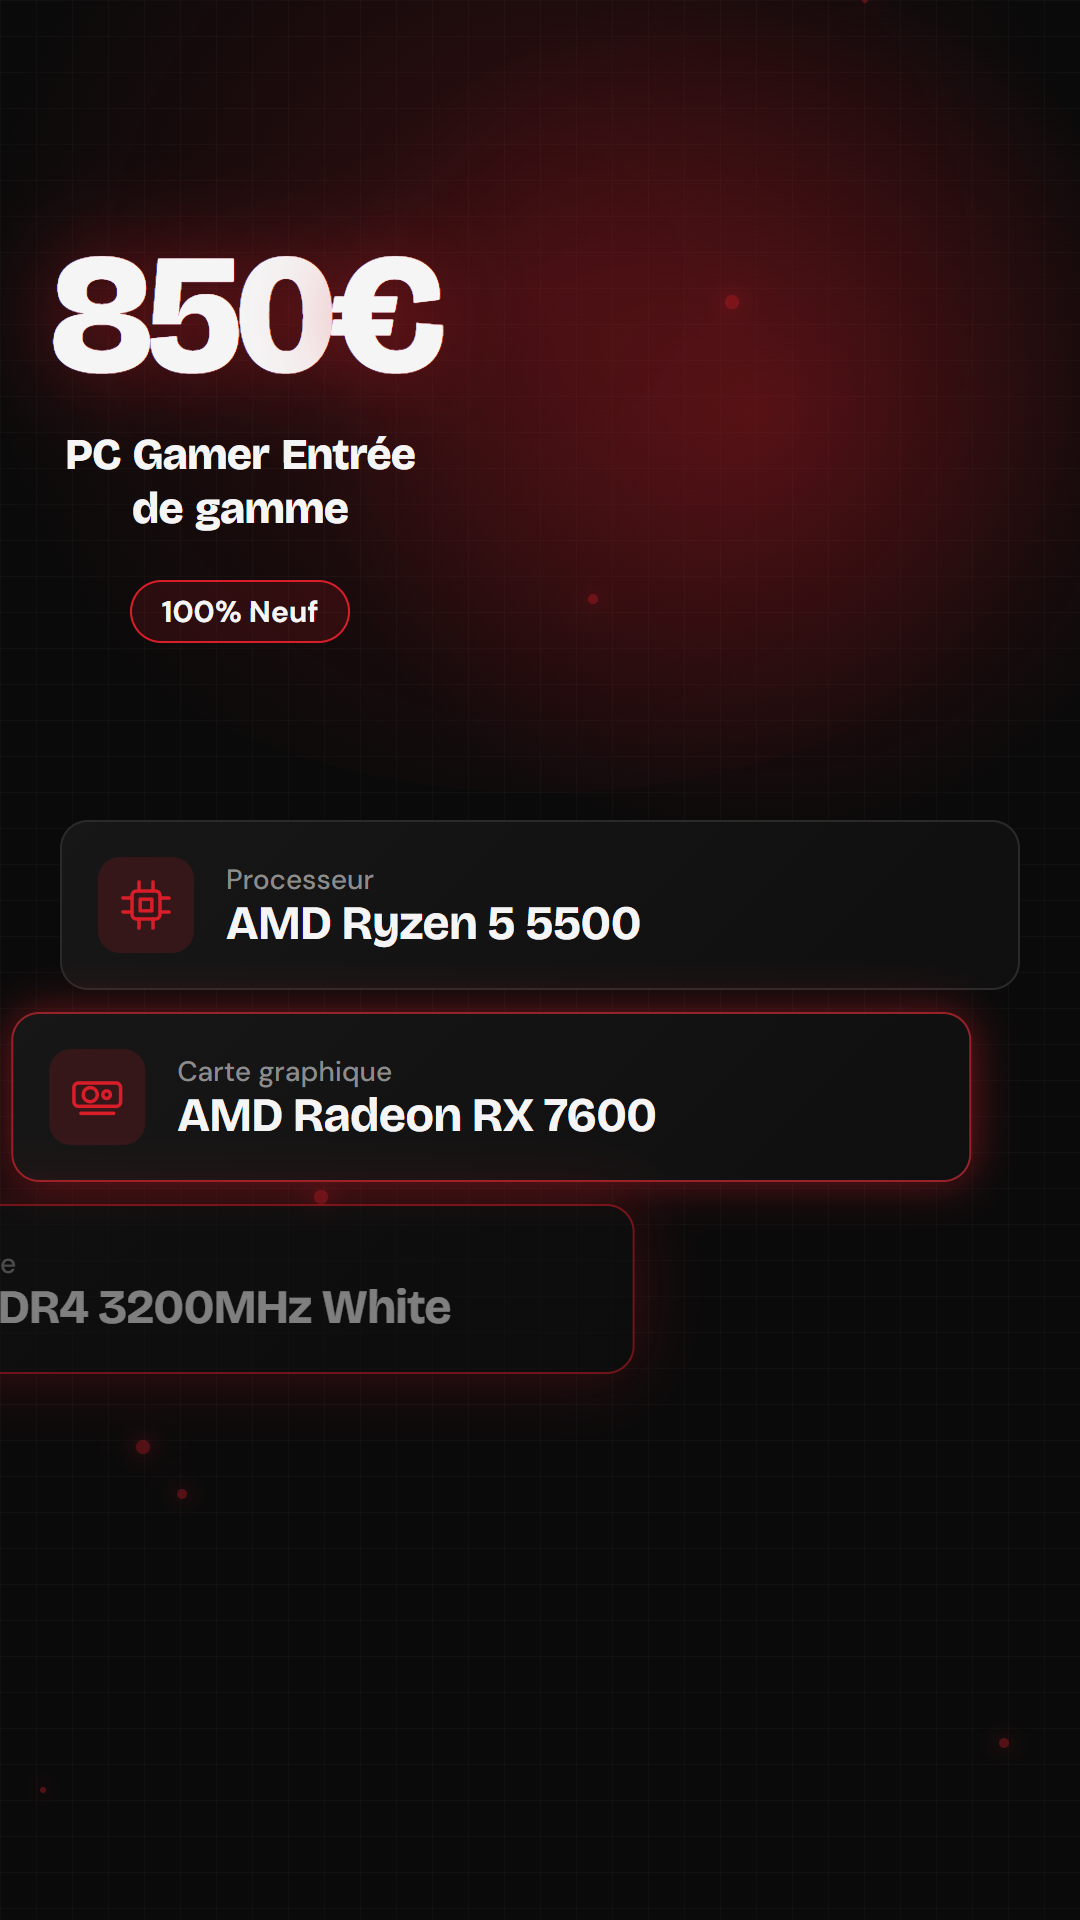 850€
PC Gamer Entrée
de gamme
100% Neuf
Processeur
AMD Ryzen 5 5500
Carte graphique
AMD Radeon RX 7600
e
DR4 3200MHz White